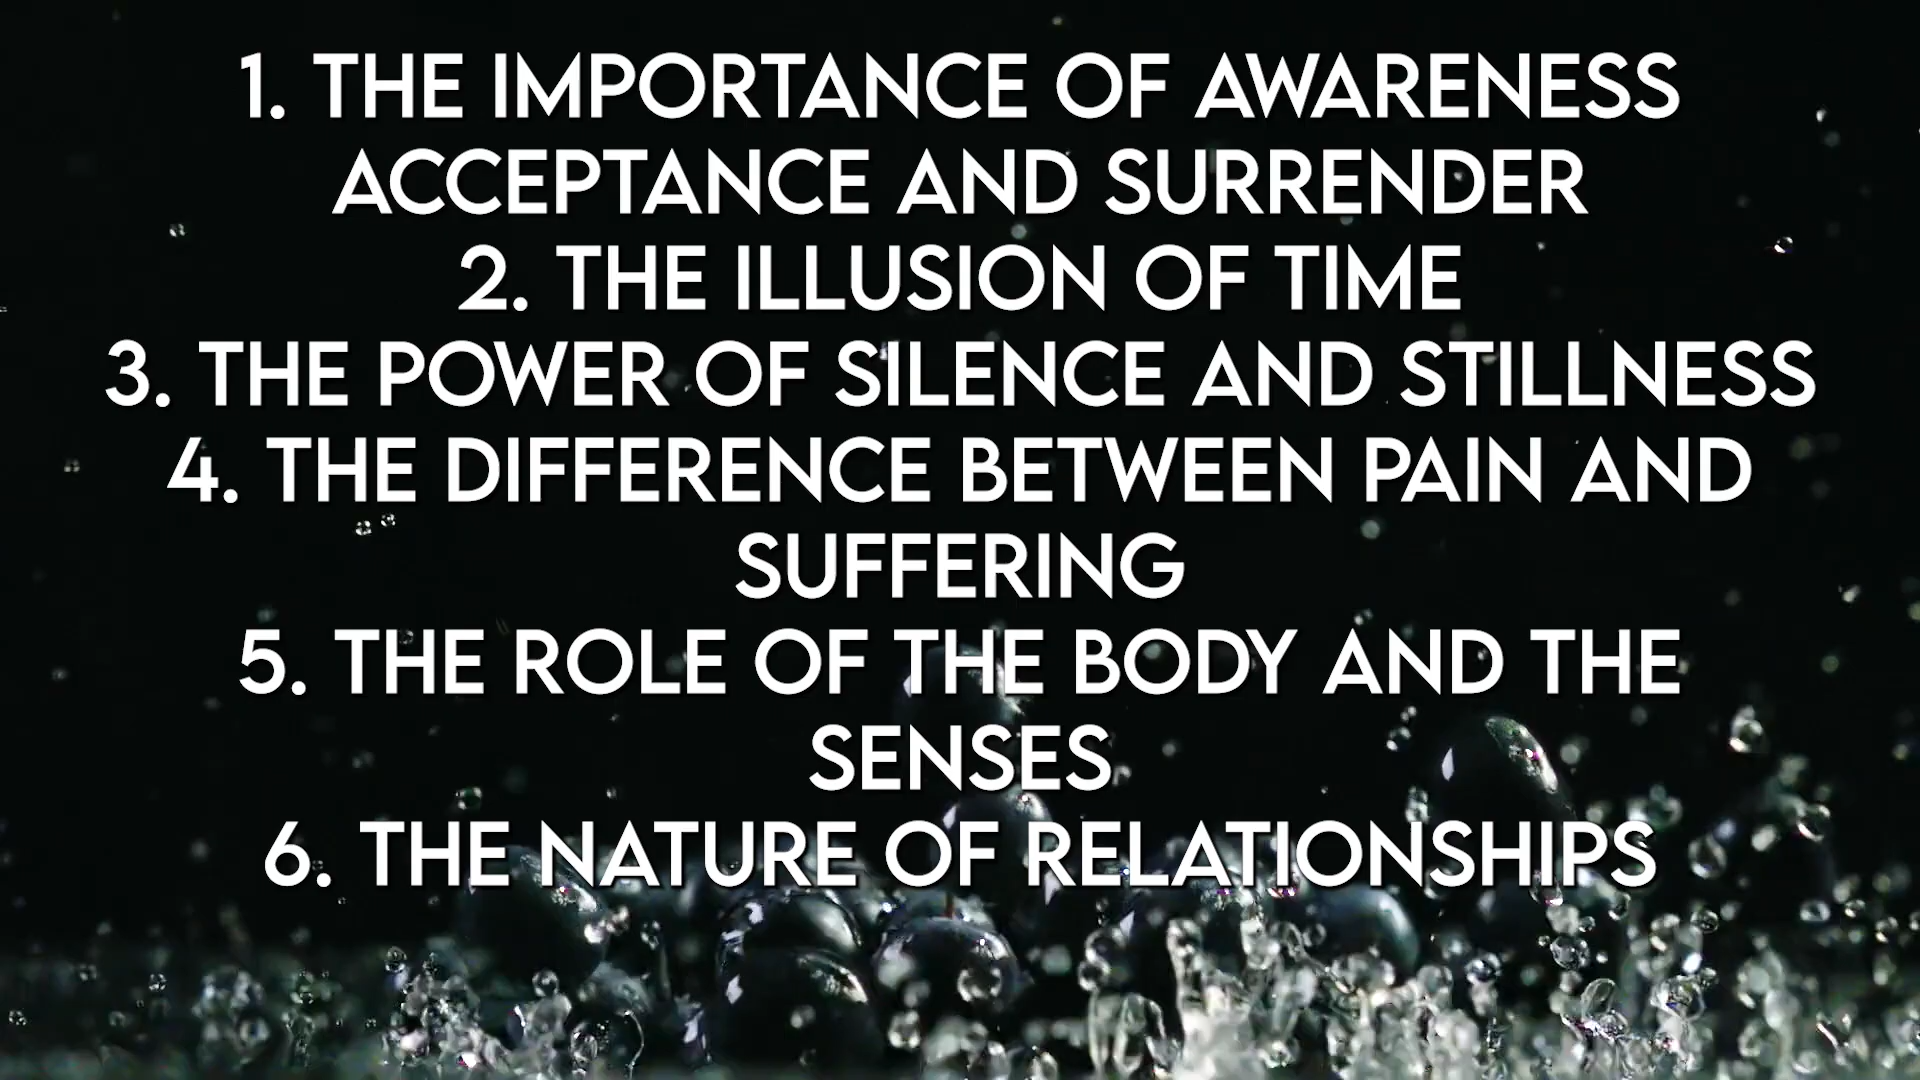 1. THE IMPORTANCE OF AWARENESS
ACCEPTANCE AND SURRENDER
2. THE ILLUSION OF TIME
3. THE POWER OF SILENCE AND STILLNESS
4. THE DIFFERENCE BETWEEN PAIN AND
SUFFERING
5. THE ROLE OF THE BODY AND THE
SENSES
6. THE NATURE OF RELATIONSHIPS